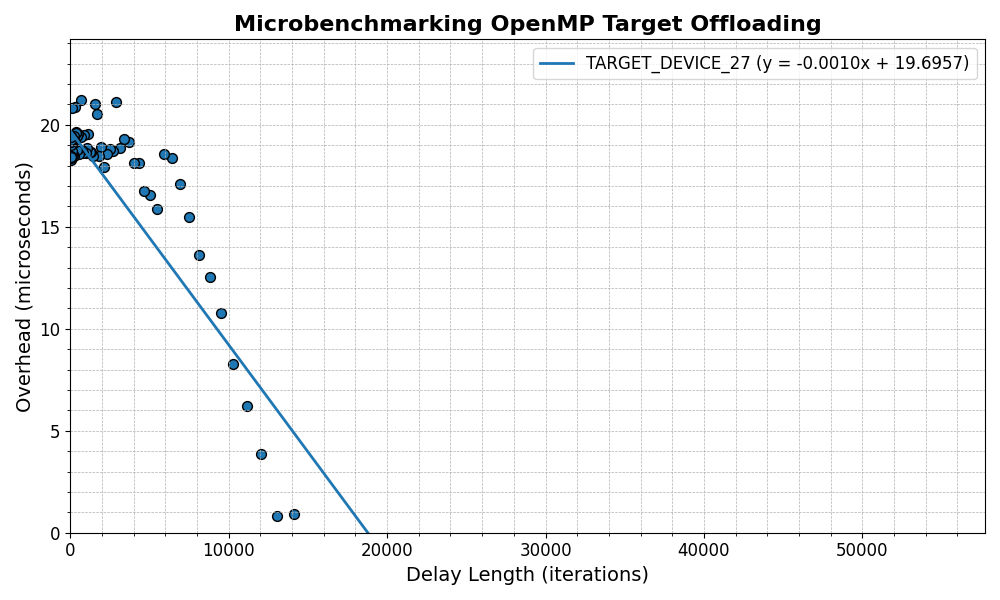 Microbenchmarking OpenMP Target Offloading
TARGET_DEVICE_27 (y = -0.0010x + 19.6957)
Overhead (microseconds)
20
15
10
5
0
0 10000 20000 30000 40000 50000
Delay Length (iterations)